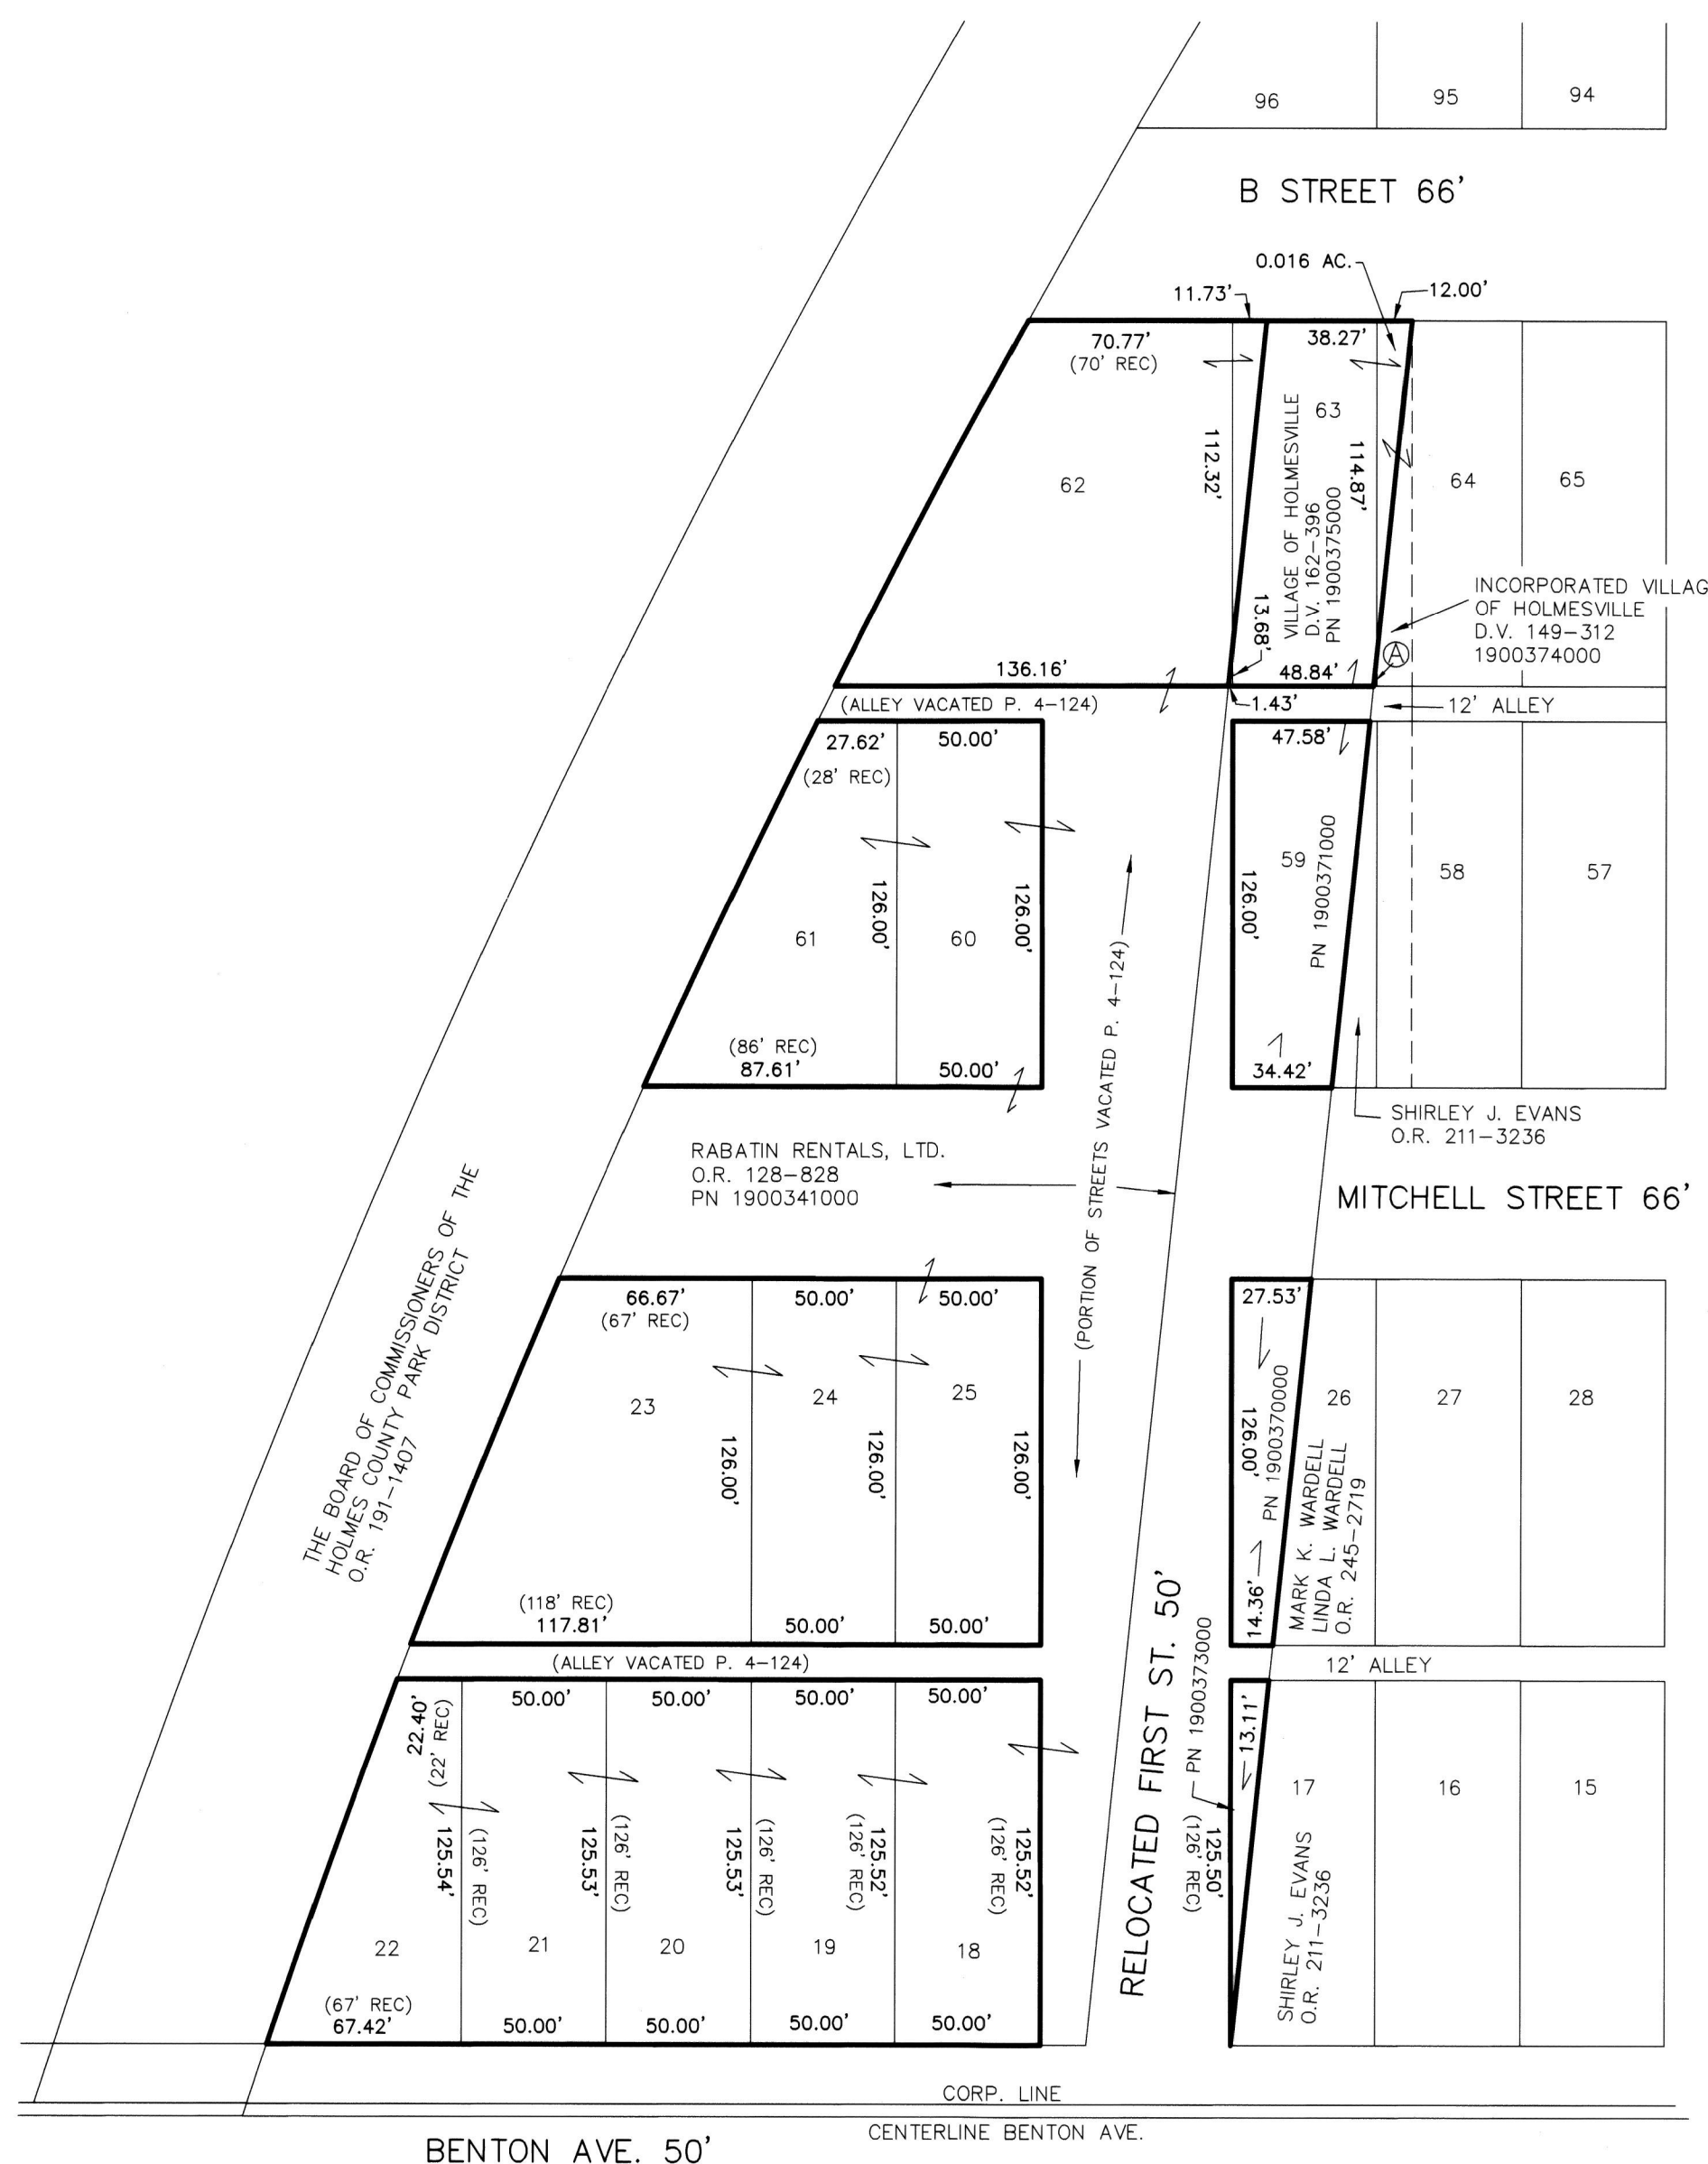 96
95
94
B STREET 66'
0.016 AC.
11.73'
12.00'
70.77'
(70' REC)
38.27'
63
62
112.32'
114.87'
VILLAGE OF HOLMESVILLE
D.V. 162-396
PN 1900375000
64
65
INCORPORATED VILLAG
OF HOLMESVILLE
D.V. 149-312
1900374000
13.68'
A
136.16'
48.84'
(ALLEY VACATED P. 4-124)
1.43'
12' ALLEY
27.62'
(28' REC)
50.00'
47.58'
126.00'
126.00'
126.00'
61
60
59
PN 1900371000
58
57
(86' REC)
87.61'
50.00'
34.42'
(PORTION OF STREETS VACATED P. 4-124)
SHIRLEY J. EVANS
O.R. 211-3236
RABATIN RENTALS, LTD.
O.R. 128-828
PN 1900341000
MITCHELL STREET 66'
THE BOARD OF COMMISSIONERS OF THE
HOLMES COUNTY PARK DISTRICT
O.R. 191-1407
66.67'
(67' REC)
50.00'
50.00'
27.53'
23
24
25
26
27
28
126.00'
126.00'
126.00'
129.00'
PN 1900370000
MARK K. WARDELL
LINDA L. WARDELL
O.R. 245-2719
(118' REC)
117.81'
50.00'
50.00'
14.36'
(ALLEY VACATED P. 4-124)
12' ALLEY
RELOCATED FIRST ST. 50'
PN 1900373000
22.40'
(22' REC)
50.00'
50.00'
50.00'
50.00'
13.11'
125.54'
(126' REC)
125.53'
(126' REC)
125.53'
(126' REC)
125.52'
(126' REC)
125.52'
(126' REC)
125.50'
(126' REC)
17
16
15
SHIRLEY J. EVANS
O.R. 211-3236
22
21
20
19
18
(67' REC)
67.42'
50.00'
50.00'
50.00'
50.00'
CORP. LINE
CENTERLINE BENTON AVE.
BENTON AVE. 50'